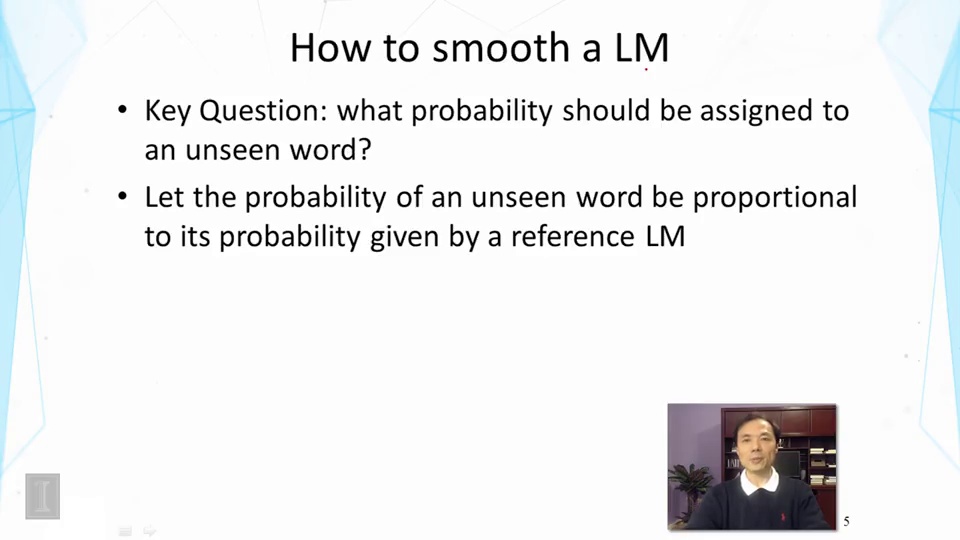 How to smooth a LM
• Key Question: what probability should be assigned to
an unseen word?
• Let the probability of an unseen word be proportional
to its probability given by a reference LM
I
5